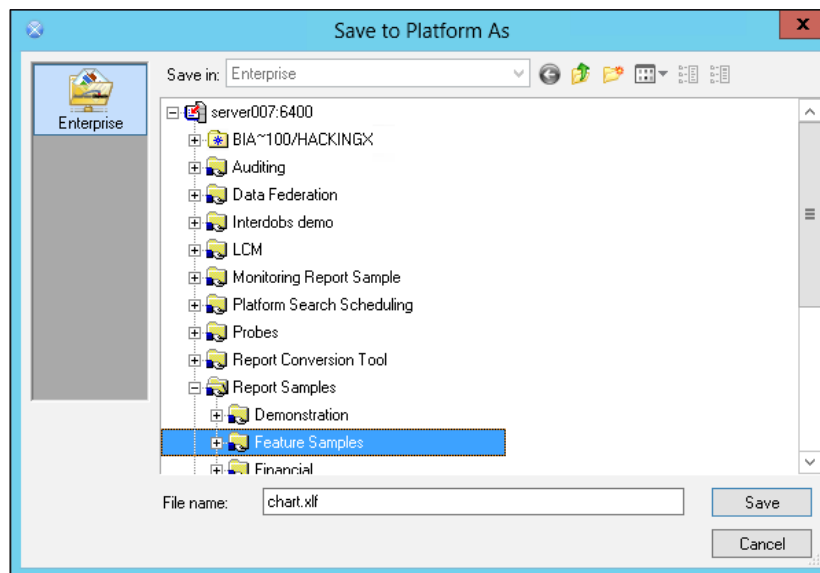 Save to Platform As
x
Save in: Enterprise
Enterprise
server007:6400
BIA~100/HACKINGX
Auditing
Data Federation
Interdobs demo
LCM
Monitoring Report Sample
Platform Search Scheduling
Probes
Report Conversion Tool
Report Samples
Demonstration
Feature Samples
Financial
File name: chart.xlf Save
Cancel